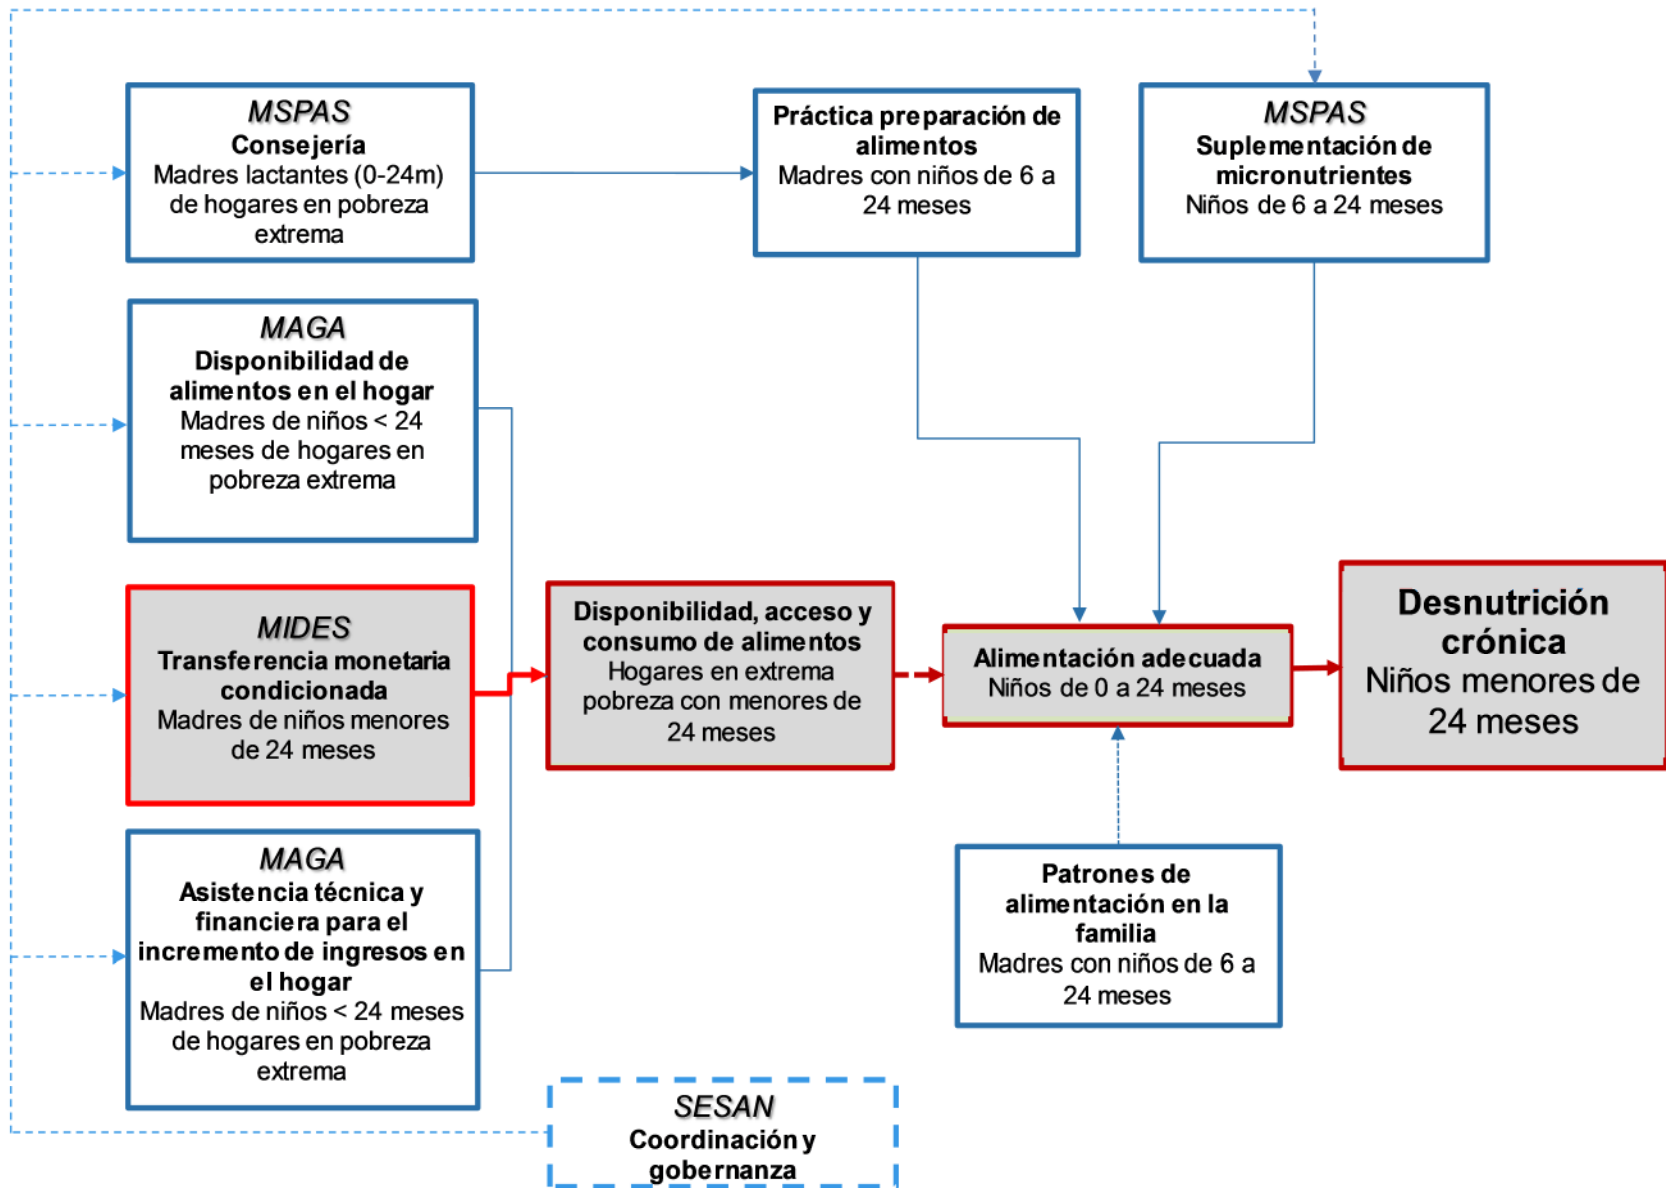 MSPAS
Consejería
Madres lactantes (0-24m)
de hogares en pobreza
extrema
Práctica preparación de
alimentos
Madres con niños de 6 a
24 meses
MSPAS
Suplementación de
micronutrientes
Niños de 6 a 24 meses
MAGA
Disponibilidad de
alimentos en el hogar
Madres de niños < 24
meses de hogares en
pobreza extrema
MIDES
Transferencia monetaria
condicionada
Madres de niños menores
de 24 meses
Disponibilidad, acceso y
consumo de alimentos
Hogares en extrema
pobreza con menores de
24 meses
Alimentación adecuada
Niños de 0 a 24 meses
Desnutrición
crónica
Niños menores de
24 meses
MAGA
Asistencia técnica y
financiera para el
incremento de ingresos en
el hogar
Madres de niños < 24 meses
de hogares en pobreza
extrema
Patrones de
alimentación en la
familia
Madres con niños de 6 a
24 meses
SESAN
Coordinación y
gobernanza